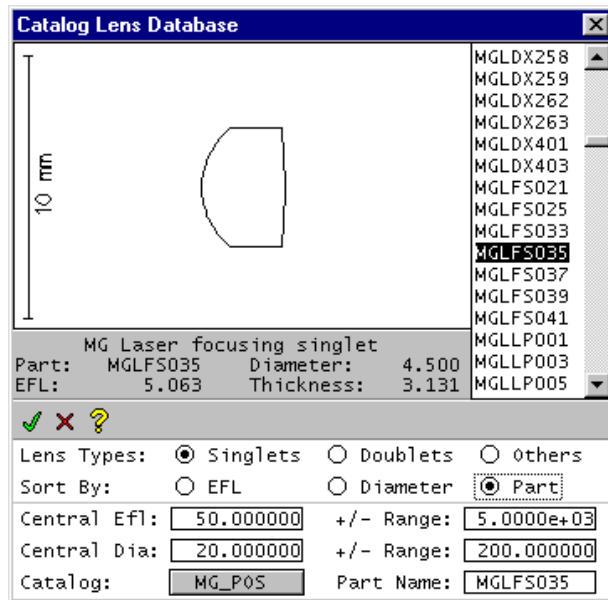 Catalog Lens Database
10 mm
MGLDX258
MGLDX259
MGLDX262
MGLDX263
MGLDX401
MGLDX403
MGLFS021
MGLFS025
MGLFS033
MGLFS035
MGLFS037
MGLFS039
MGLFS041
MGLLP001
MGLLP003
MGLLP005
MG Laser focusing singlet
Part: MGLFS035 Diameter: 4.500
EFL: 5.063 Thickness: 3.131
Lens Types: Singlets Doublets Others
Sort By: EFL Diameter Part
Central Efl: 50.000000 +/- Range: 5.0000e+03
Central Dia: 20.000000 +/- Range: 200.000000
Catalog: MG_POS Part Name: MGLFS035